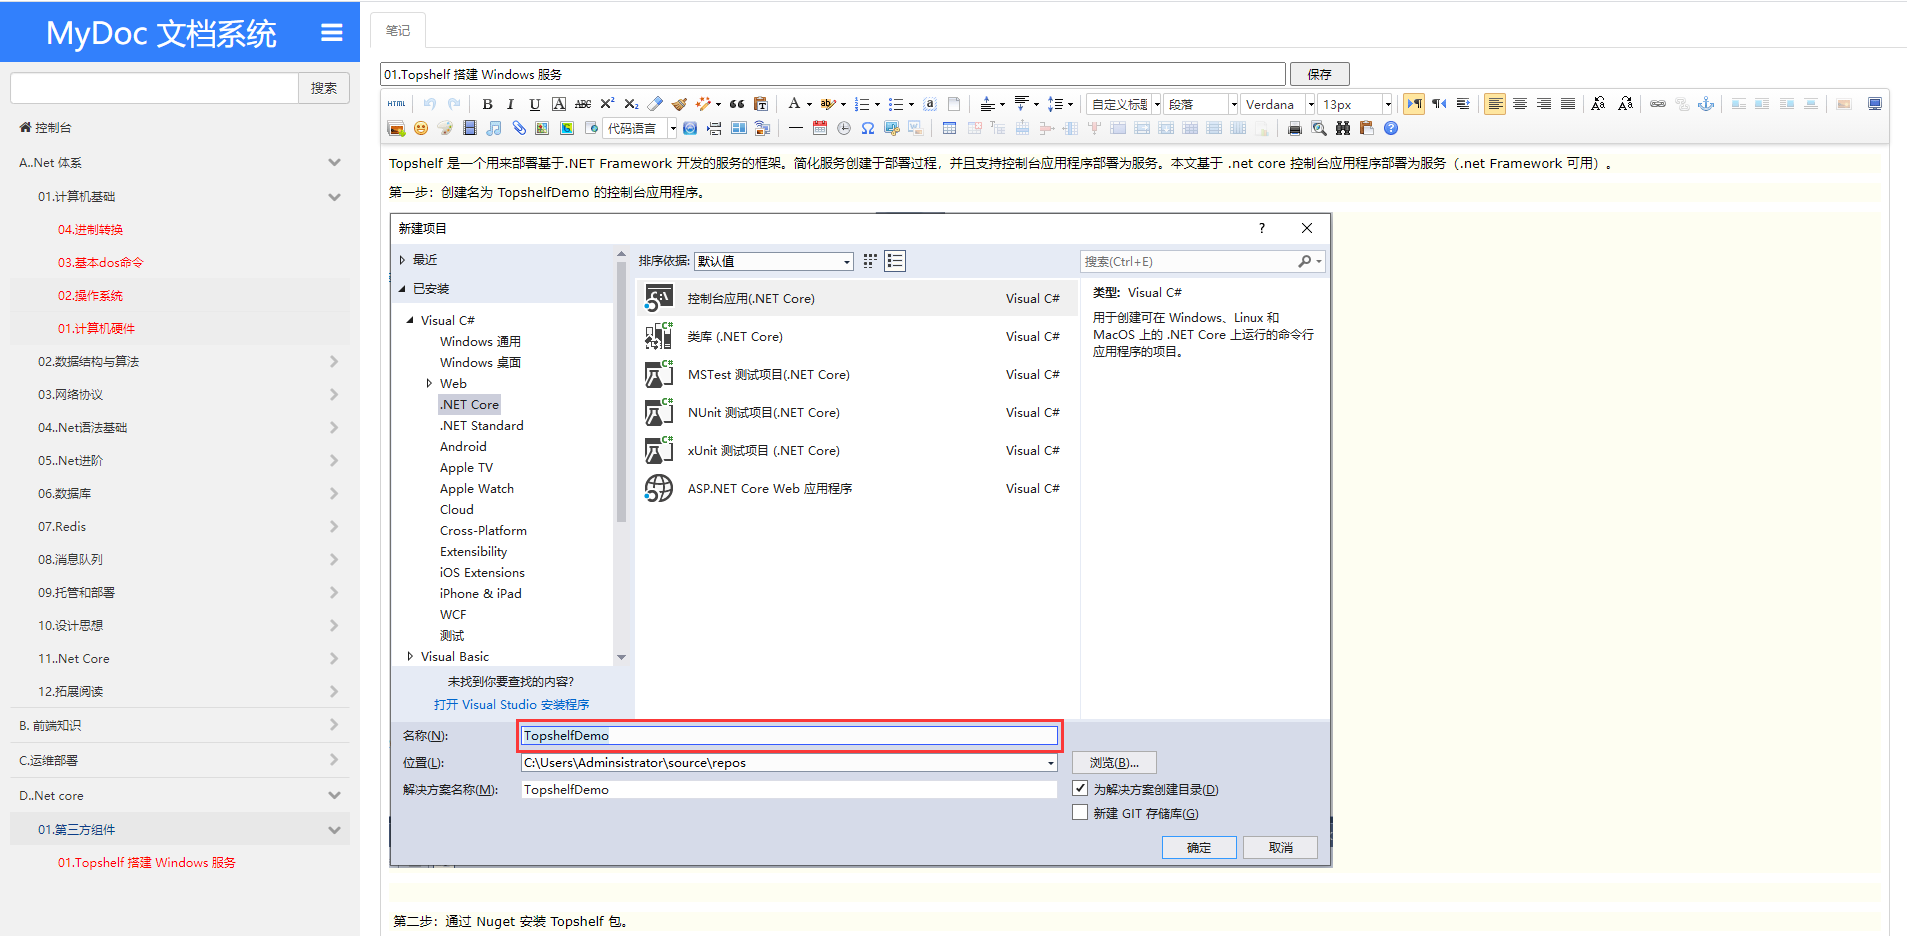 MyDoc 文档系统
搜索
控制台
A..Net 体系
01.计算机基础
04.进制转换
03.基本dos命令
02.操作系统
01.计算机硬件
02.数据结构与算法
03.网络协议
04..Net语法基础
05..Net进阶
06.数据库
07.Redis
08.消息队列
09.托管和部署
10.设计思想
11..Net Core
12.拓展阅读
B. 前端知识
C.运维部署
D..Net core
01.第三方组件
01.Topshelf 搭建 Windows 服务
笔记
01.Topshelf 搭建 Windows 服务 保存
HTML B I U A ABC X² X₂ A 自定义标题 段落 Verdana 13px
代码语言
Topshelf 是一个用来部署基于.NET Framework 开发的服务的框架。简化服务创建于部署过程，并且支持控制台应用程序部署为服务。本文基于 .net core 控制台应用程序部署为服务（.net Framework 可用）。
第一步：创建名为 TopshelfDemo 的控制台应用程序。
新建项目 ?
最近
已安装
Visual C#
Windows 通用
Windows 桌面
Web
.NET Core
.NET Standard
Android
Apple TV
Apple Watch
Cloud
Cross-Platform
Extensibility
iOS Extensions
iPhone & iPad
WCF
测试
Visual Basic
未找到你要查找的内容?
打开 Visual Studio 安装程序
排序依据: 默认值
控制台应用(.NET Core) Visual C#
类库 (.NET Core) Visual C#
MSTest 测试项目(.NET Core) Visual C#
NUnit 测试项目(.NET Core) Visual C#
xUnit 测试项目 (.NET Core) Visual C#
ASP.NET Core Web 应用程序 Visual C#
搜索(Ctrl+E)
类型: Visual C#
用于创建可在 Windows、Linux 和
MacOS 上的 .NET Core 上运行的命令行
应用程序的项目。
名称(N): TopshelfDemo
位置(L): C:\Users\Adminsistrator\source\repos 浏览(B)...
解决方案名称(M): TopshelfDemo 为解决方案创建目录(D)
新建 GIT 存储库(G)
确定 取消
第二步：通过 Nuget 安装 Topshelf 包。